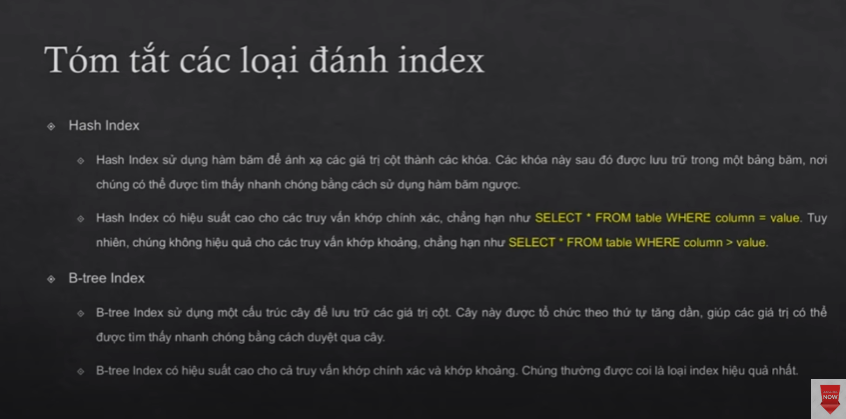 Tóm tắt các loại đánh index
Hash Index
Hash Index sử dụng hàm băm để ánh xạ các giá trị cột thành các khóa. Các khóa này sau đó được lưu trữ trong một bảng băm, nơi
chúng có thể được tìm thấy nhanh chóng bằng cách sử dụng hàm băm ngược.
Hash Index có hiệu suất cao cho các truy vấn khớp chính xác, chẳng hạn như SELECT * FROM table WHERE column = value. Tuy
nhiên, chúng không hiệu quả cho các truy vấn khớp khoảng, chẳng hạn như SELECT * FROM table WHERE column > value.
B-tree Index
B-tree Index sử dụng một cấu trúc cây để lưu trữ các giá trị cột. Cây này được tổ chức theo thứ tự tăng dần, giúp các giá trị có thể
được tìm thấy nhanh chóng bằng cách duyệt qua cây.
B-tree Index có hiệu suất cao cho cả truy vấn khớp chính xác và khớp khoảng. Chúng thường được coi là loại index hiệu quả nhất.
NOW